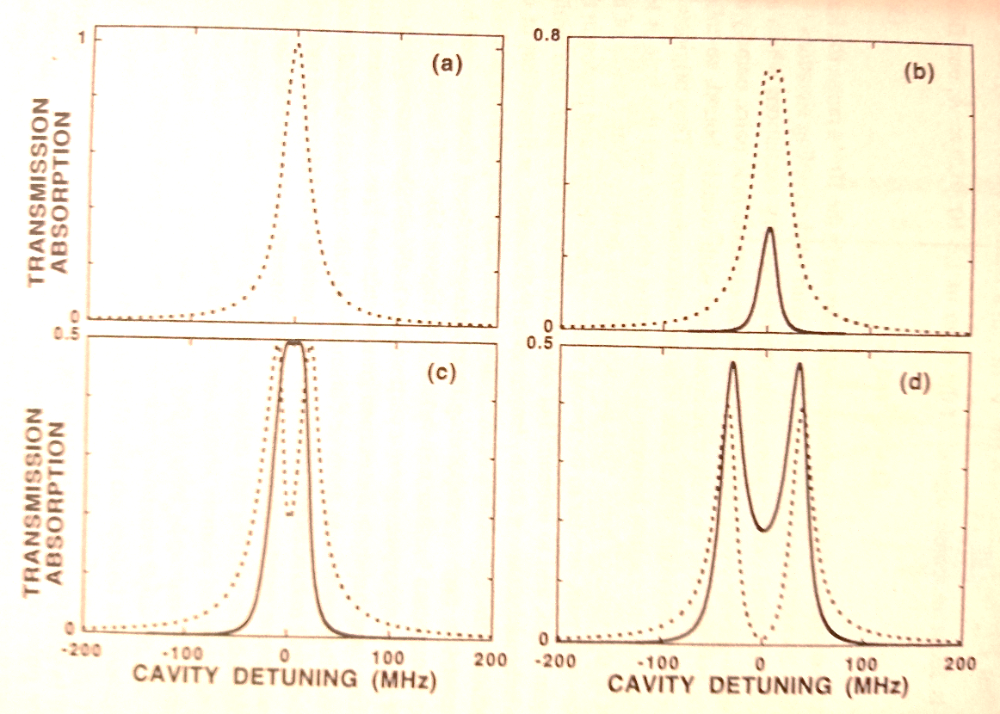 1
(a)
TRANSMISSION
ABSORPTION
0
0.8
(b)
0
0.5
(c)
TRANSMISSION
ABSORPTION
0
-200 -100 0 100 200
CAVITY DETUNING (MHz)
0.5
(d)
0
-200 -100 0 100 200
CAVITY DETUNING (MHz)